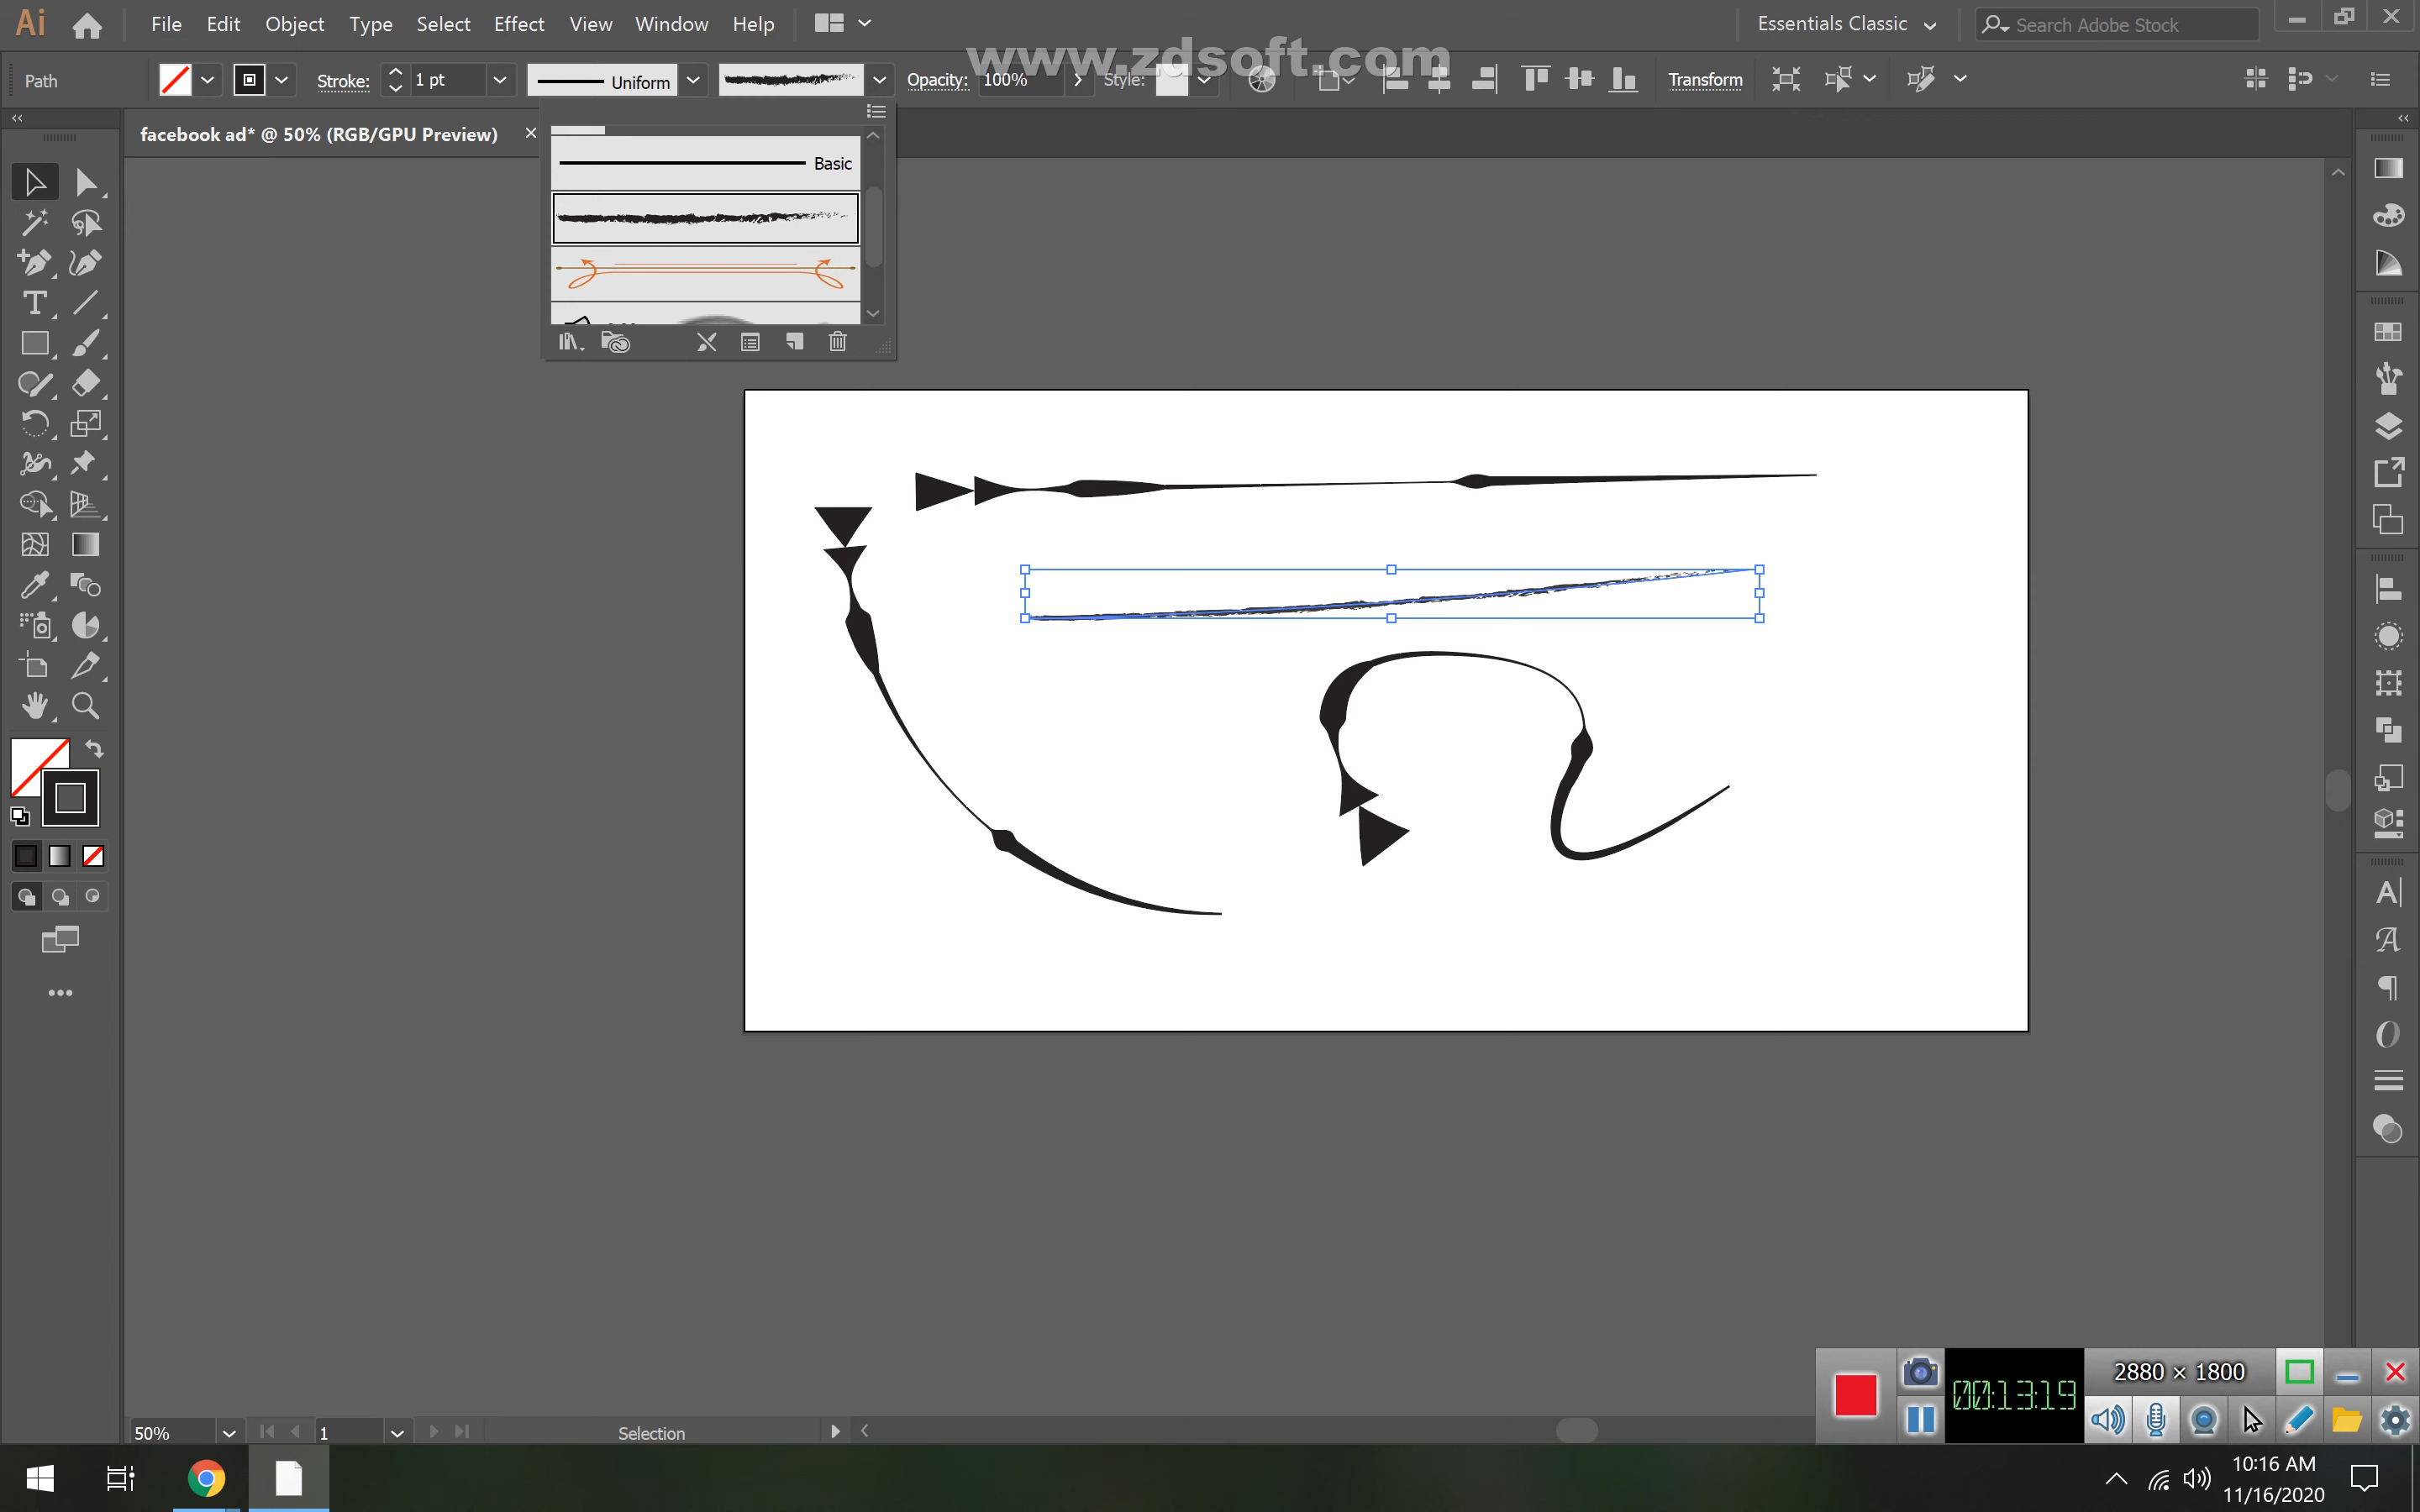 Ai File Edit Object Type Select Effect View Window Help Essentials Classic Search Adobe Stock
www.zdsoft.com
Path Stroke: 1 pt Uniform Opacity: 100% Style: Transform
facebook ad* @ 50% (RGB/GPU Preview)
Basic
2880 × 1800
00:13:19
50% 1 Selection
10:16 AM
11/16/2020